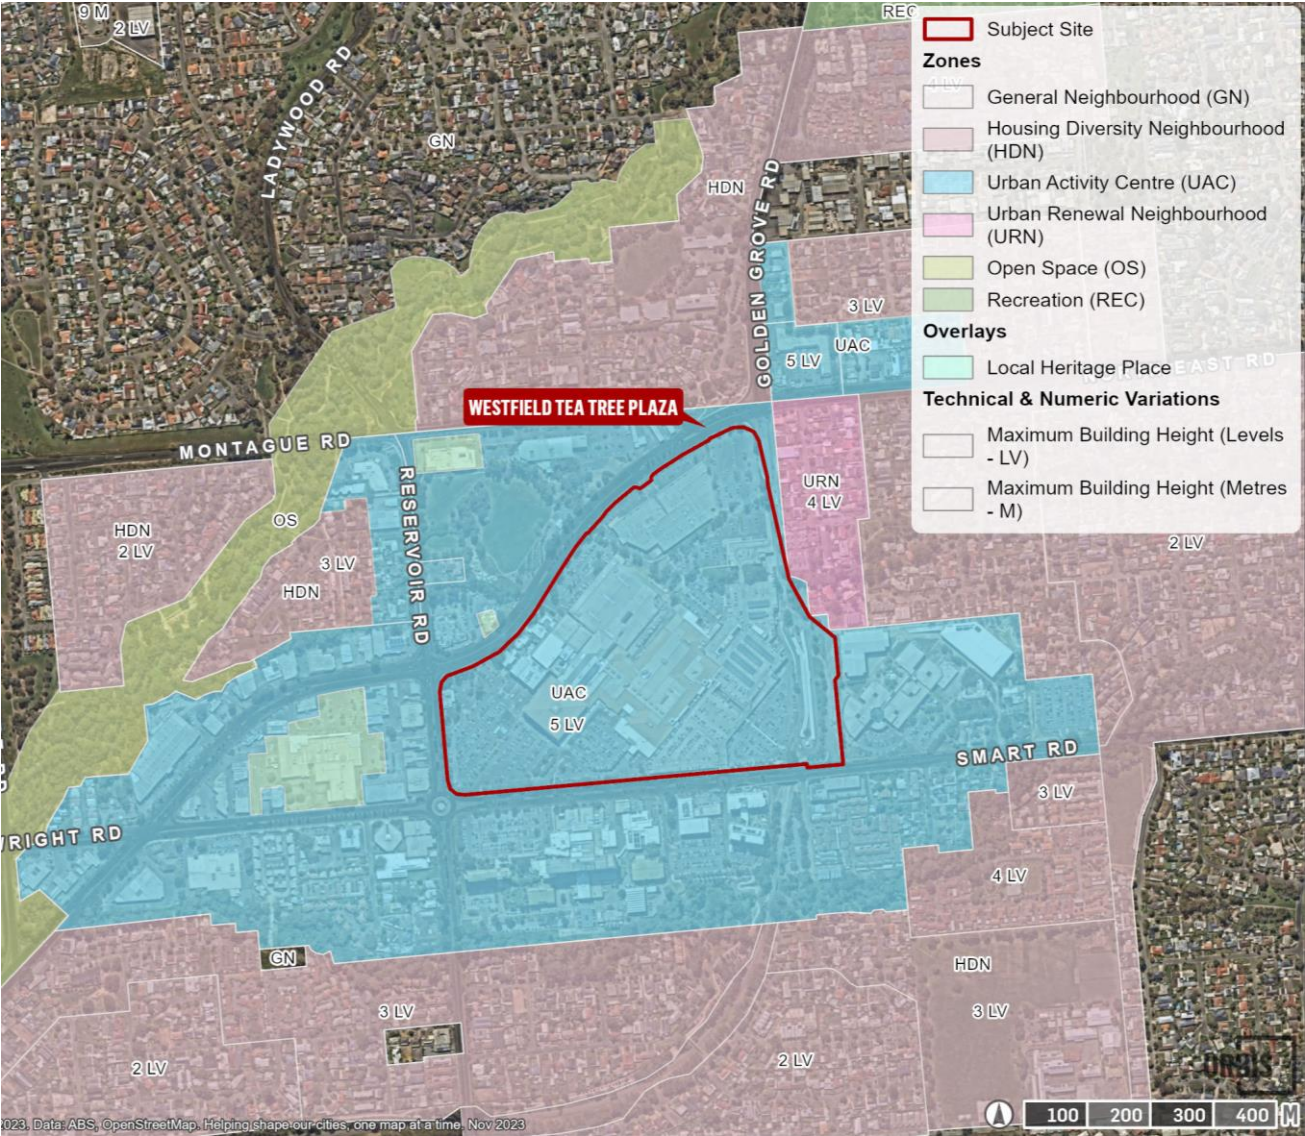 9 M
2 LV
REC
LADYWOOD RD
GN
HDN
GOLDEN GROVE RD
3 LV
UAC
5 LV
WESTFIELD TEA TREE PLAZA
MONTAGUE RD
RESERVOIR RD
URN
4 LV
HDN
2 LV
OS
3 LV
HDN
2 LV
UAC
5 LV
SMART RD
3 LV
WRIGHT RD
4 LV
GN
HDN
3 LV
3 LV
2 LV
2 LV
Subject Site
Zones
General Neighbourhood (GN)
Housing Diversity Neighbourhood
(HDN)
Urban Activity Centre (UAC)
Urban Renewal Neighbourhood
(URN)
Open Space (OS)
Recreation (REC)
Overlays
Local Heritage Place
EAST RD
Technical & Numeric Variations
Maximum Building Height (Levels
- LV)
Maximum Building Height (Metres
- M)
2023. Data: ABS, OpenStreetMap. Helping shape our cities, one map at a time. Nov 2023
100 200 300 400 M